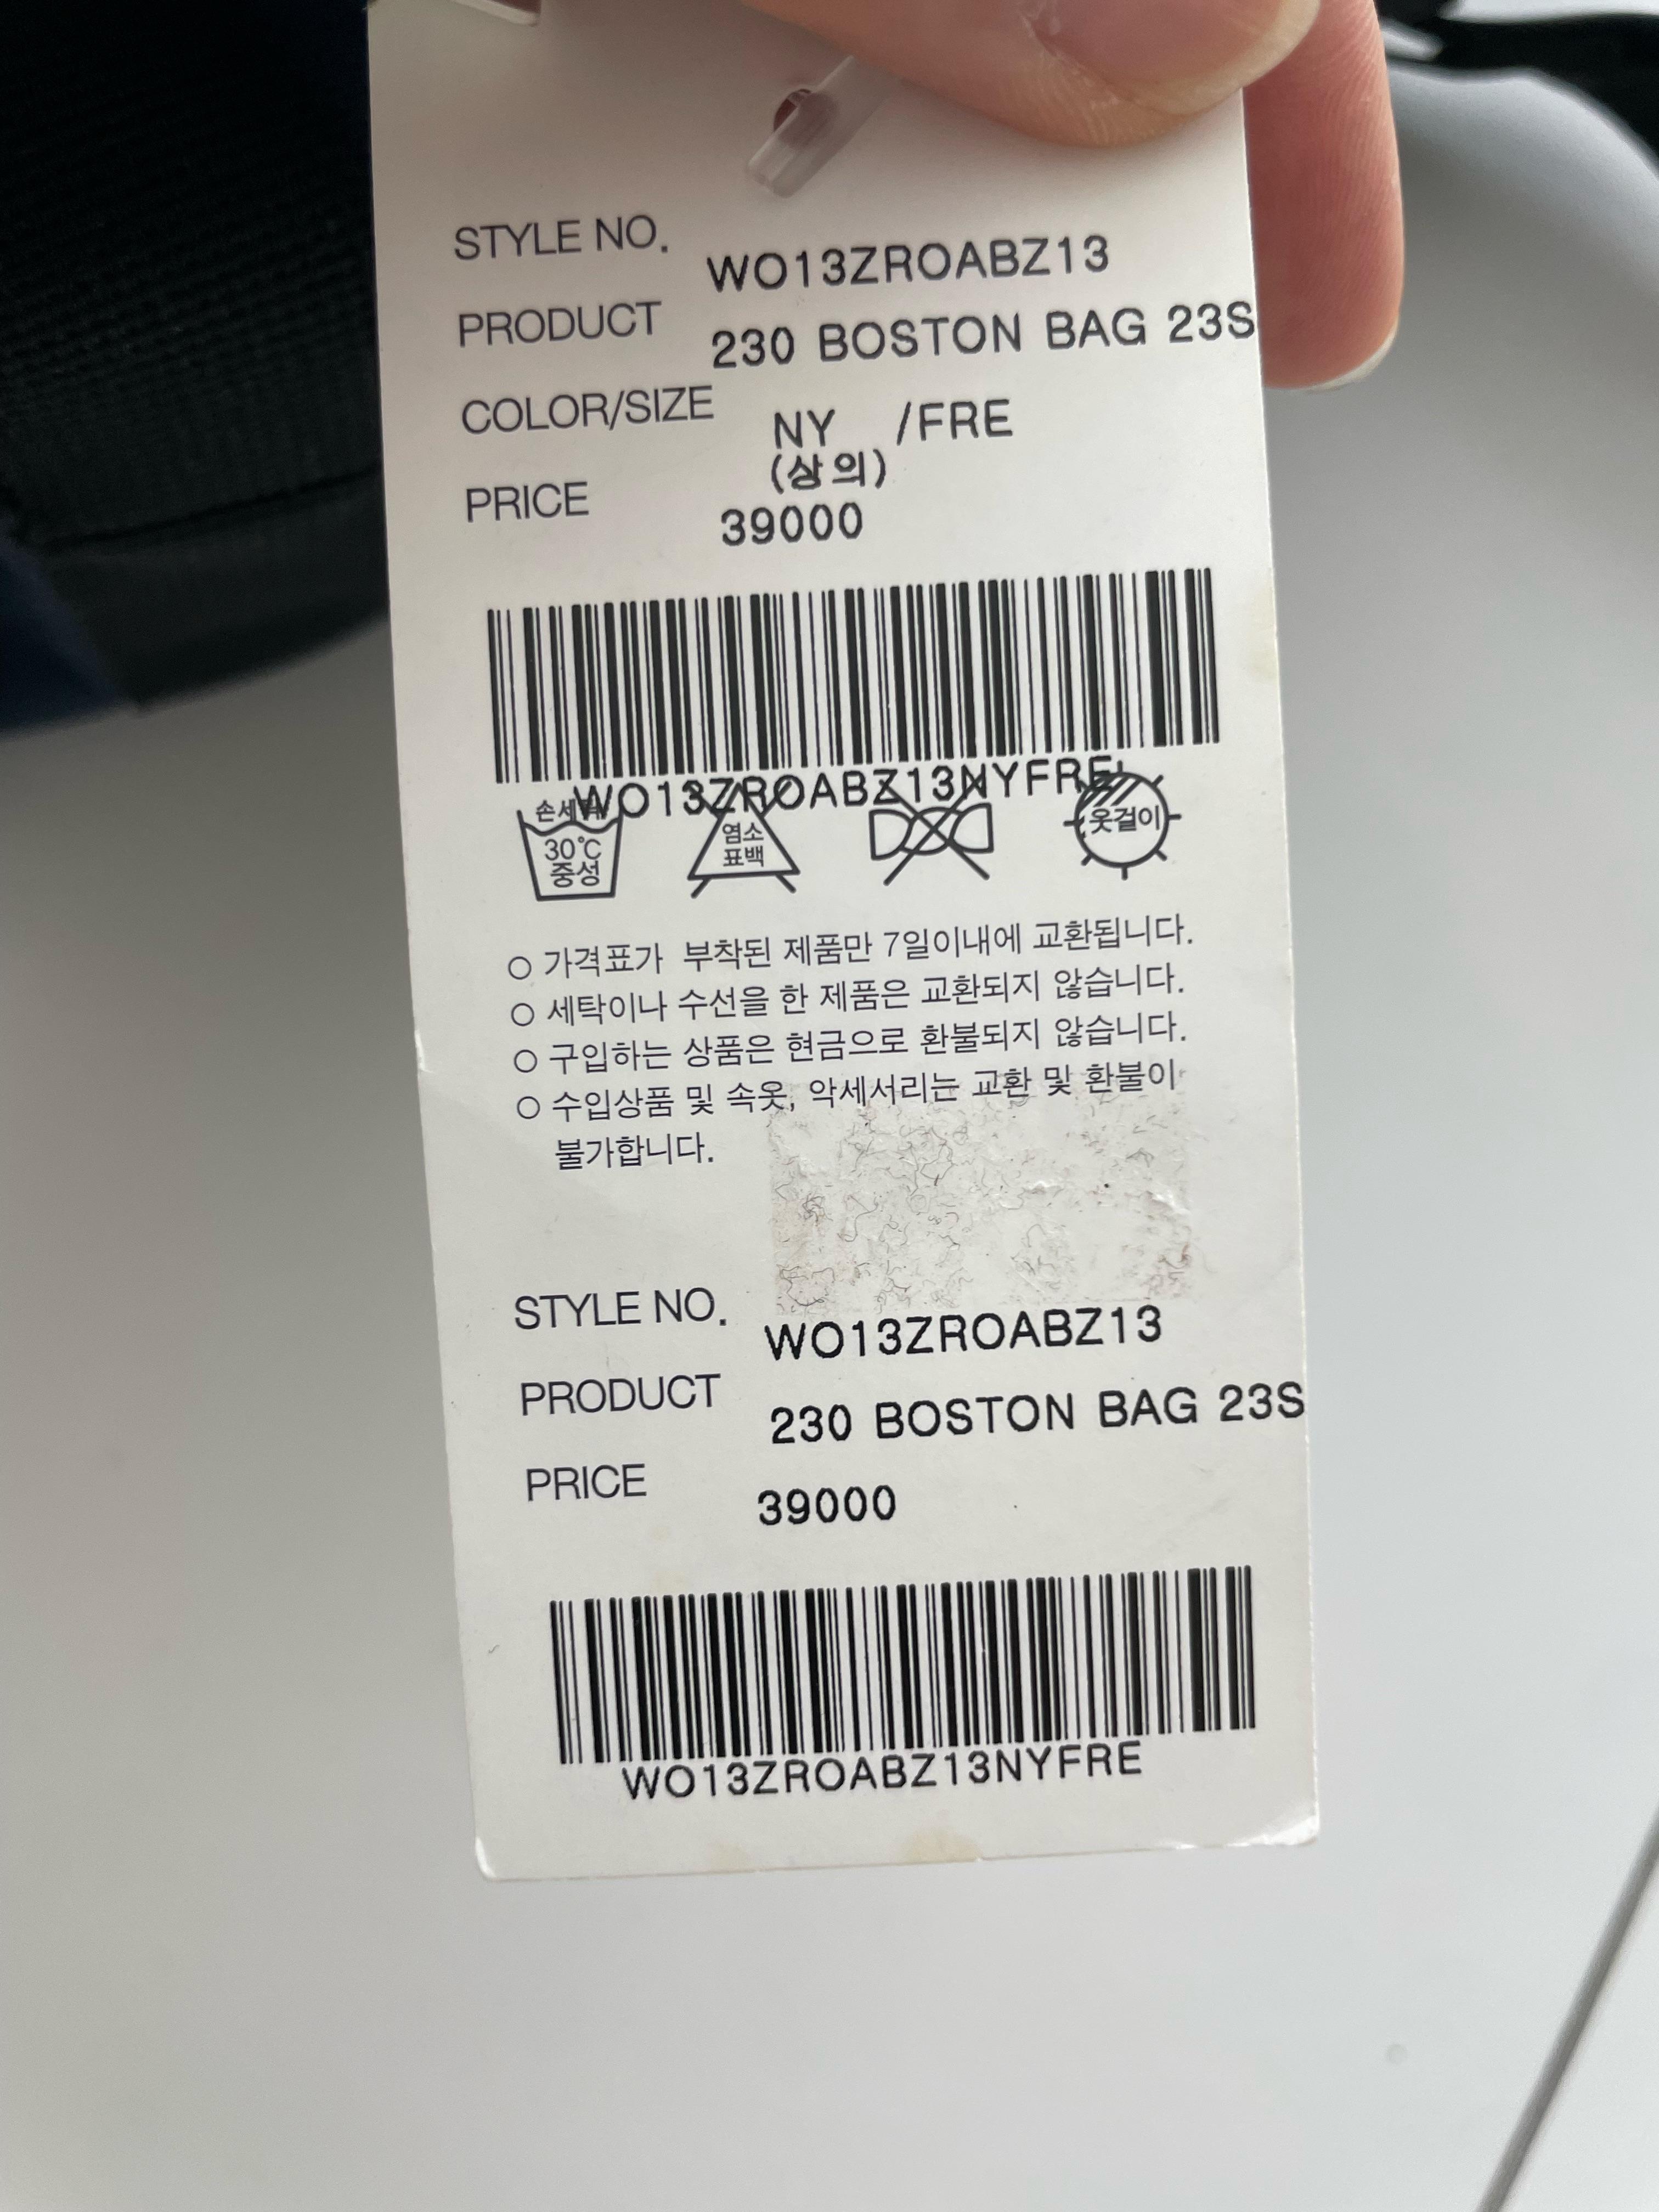 STYLE NO. WO13ZROABZ13
PRODUCT 230 BOSTON BAG 23S
COLOR/SIZE NY /FRE
(상의)
PRICE 39000
WO13ZROABZ13NYFRE
손세탁
30℃
중성
염소
표백
옷걸이
○ 가격표가 부착된 제품만 7일이내에 교환됩니다.
○ 세탁이나 수선을 한 제품은 교환되지 않습니다.
○ 구입하는 상품은 현금으로 환불되지 않습니다.
○ 수입상품 및 속옷, 악세서리는 교환 및 환불이
불가합니다.
STYLE NO. WO13ZROABZ13
PRODUCT 230 BOSTON BAG 23S
PRICE 39000
WO13ZROABZ13NYFRE